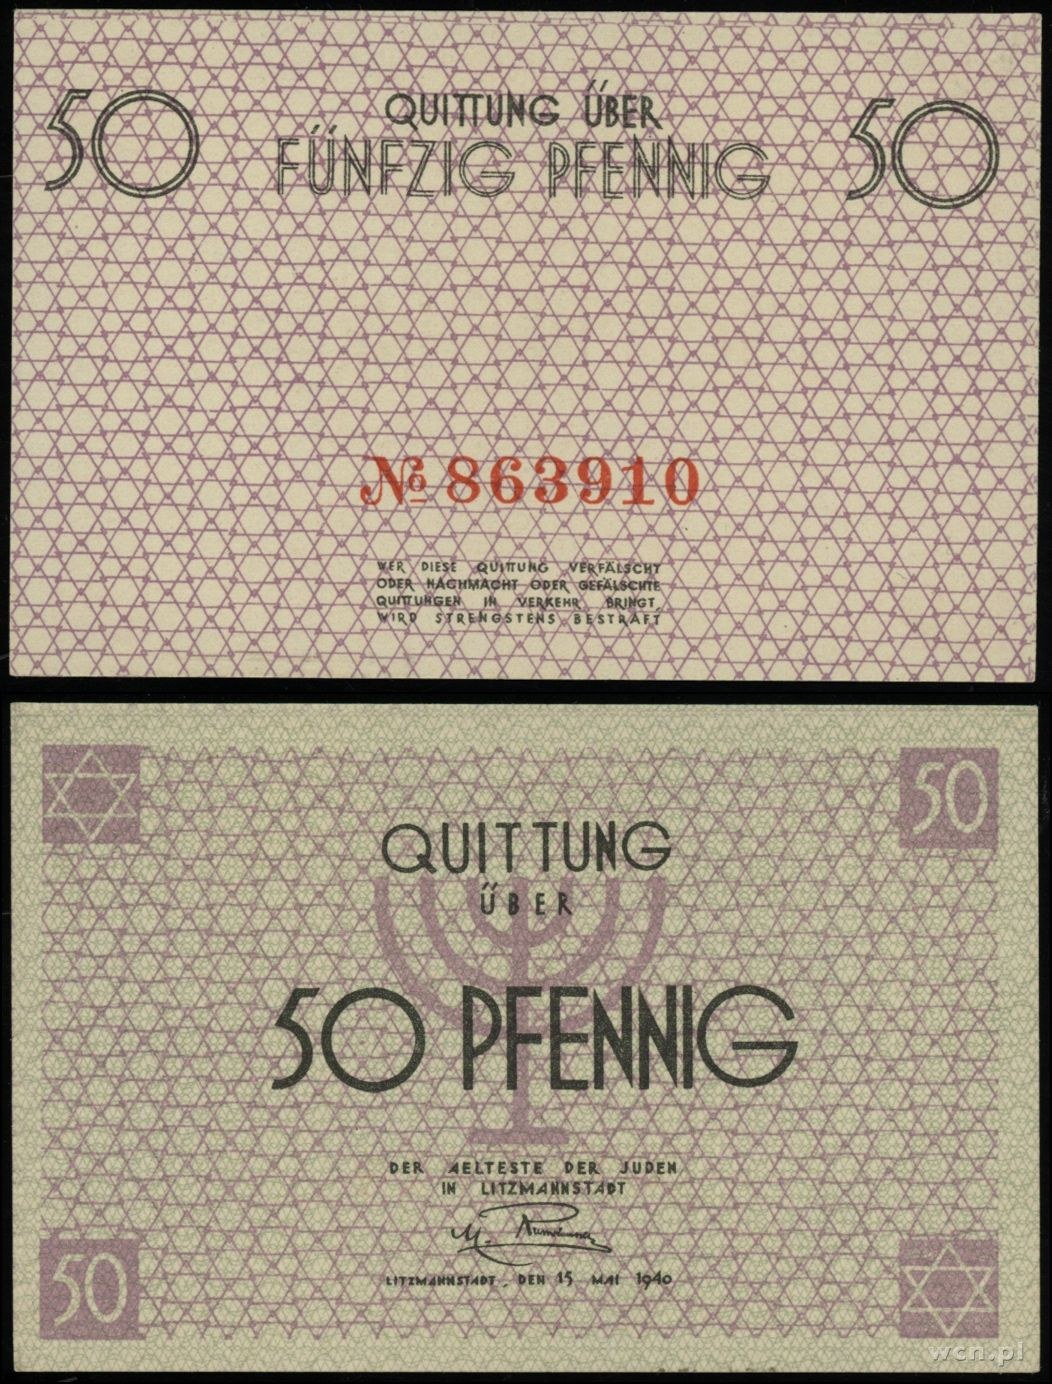 50 QUITTUNG ÜBER 50
FÜNFZIG PFENNIG
№ 863910
WER DIESE QUITTUNG VERFÄLSCHT
ODER NACHMACHT ODER GEFÄLSCHTE
QUITTUNGEN IN VERKEHR BRINGT,
WIRD STRENGSTENS BESTRAFT
50
QUITTUNG
ÜBER
50 PFENNIG
DER AELTESTE DER JUDEN
IN LITZMANNSTADT
M. Rumkowski
LITZMANNSTADT, DEN 15 MAI 1940
50
wcn.pl